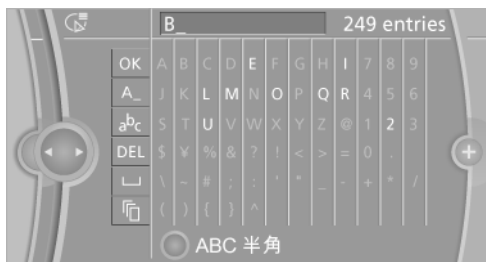 B_ 249 entries
OK A B C D E F G H I 7 8 9
A_ J K L M N O P Q R 4 5 6
abc S T U V W X Y Z @ 1 2 3
DEL $ ¥ % & ? ! < > = 0 .
\ ~ # ; : ' " _ - + * /
( ) { } ^
ABC 半角